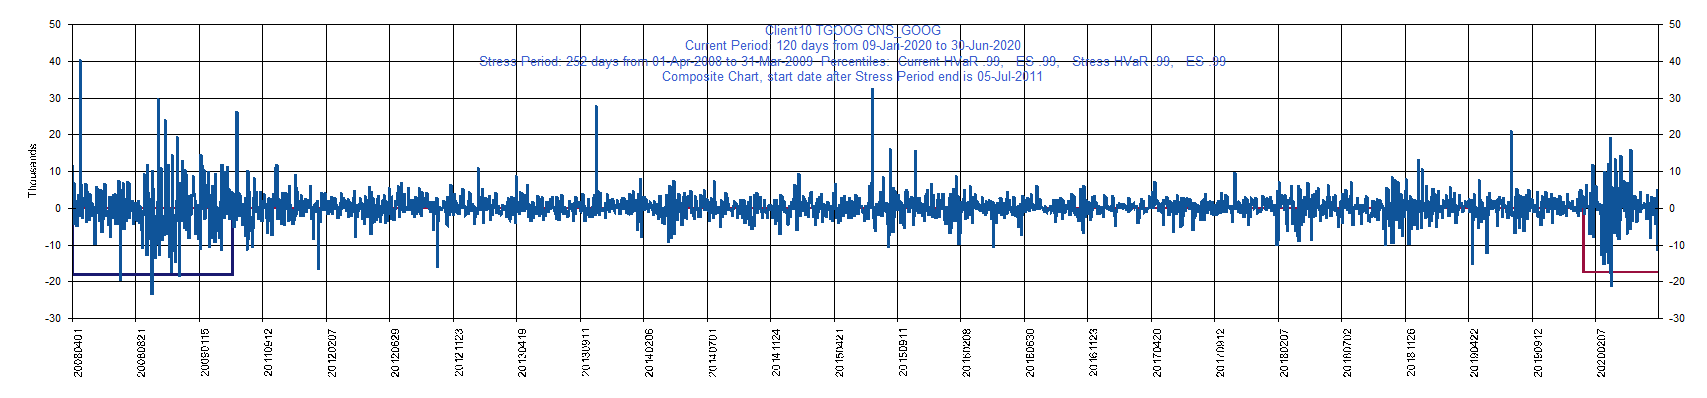 Client10 TGOOG CNS_GOOG
Current Period: 120 days from 09-Jan-2020 to 30-Jun-2020
Stress Period: 252 days from 01-Apr-2008 to 31-Mar-2009 Percentiles: Current HVaR .99, ES .99, Stress HVaR .99, ES .99
Composite Chart, start date after Stress Period end is 05-Jul-2011
50 50
40 40
30 30
20 20
10 10
0 0
-10 -10
-20 -20
-30 -30
Thousands
20080401 20080821 20090115 20110912 20120207 20120629 20121123 20130419 20130911 20140206 20140701 20141124 20150421 20150911 20160208 20160630 20161123 20170420 20170912 20180207 20180702 20181126 20190422 20190912 20200207